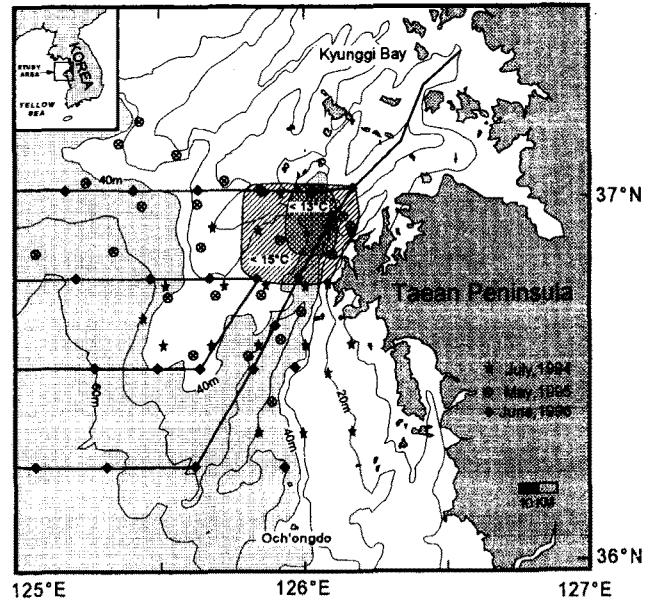 KOREA
STUDY
AREA
YELLOW
SEA
Kyunggi Bay
40m
37°N
< 13°C
< 15°C
Taean Peninsula
July, 1994
May, 1995
40m
60m
20m
June, 1996
40m
10 KM
Och'ongdo
36°N
125°E
126°E
127°E